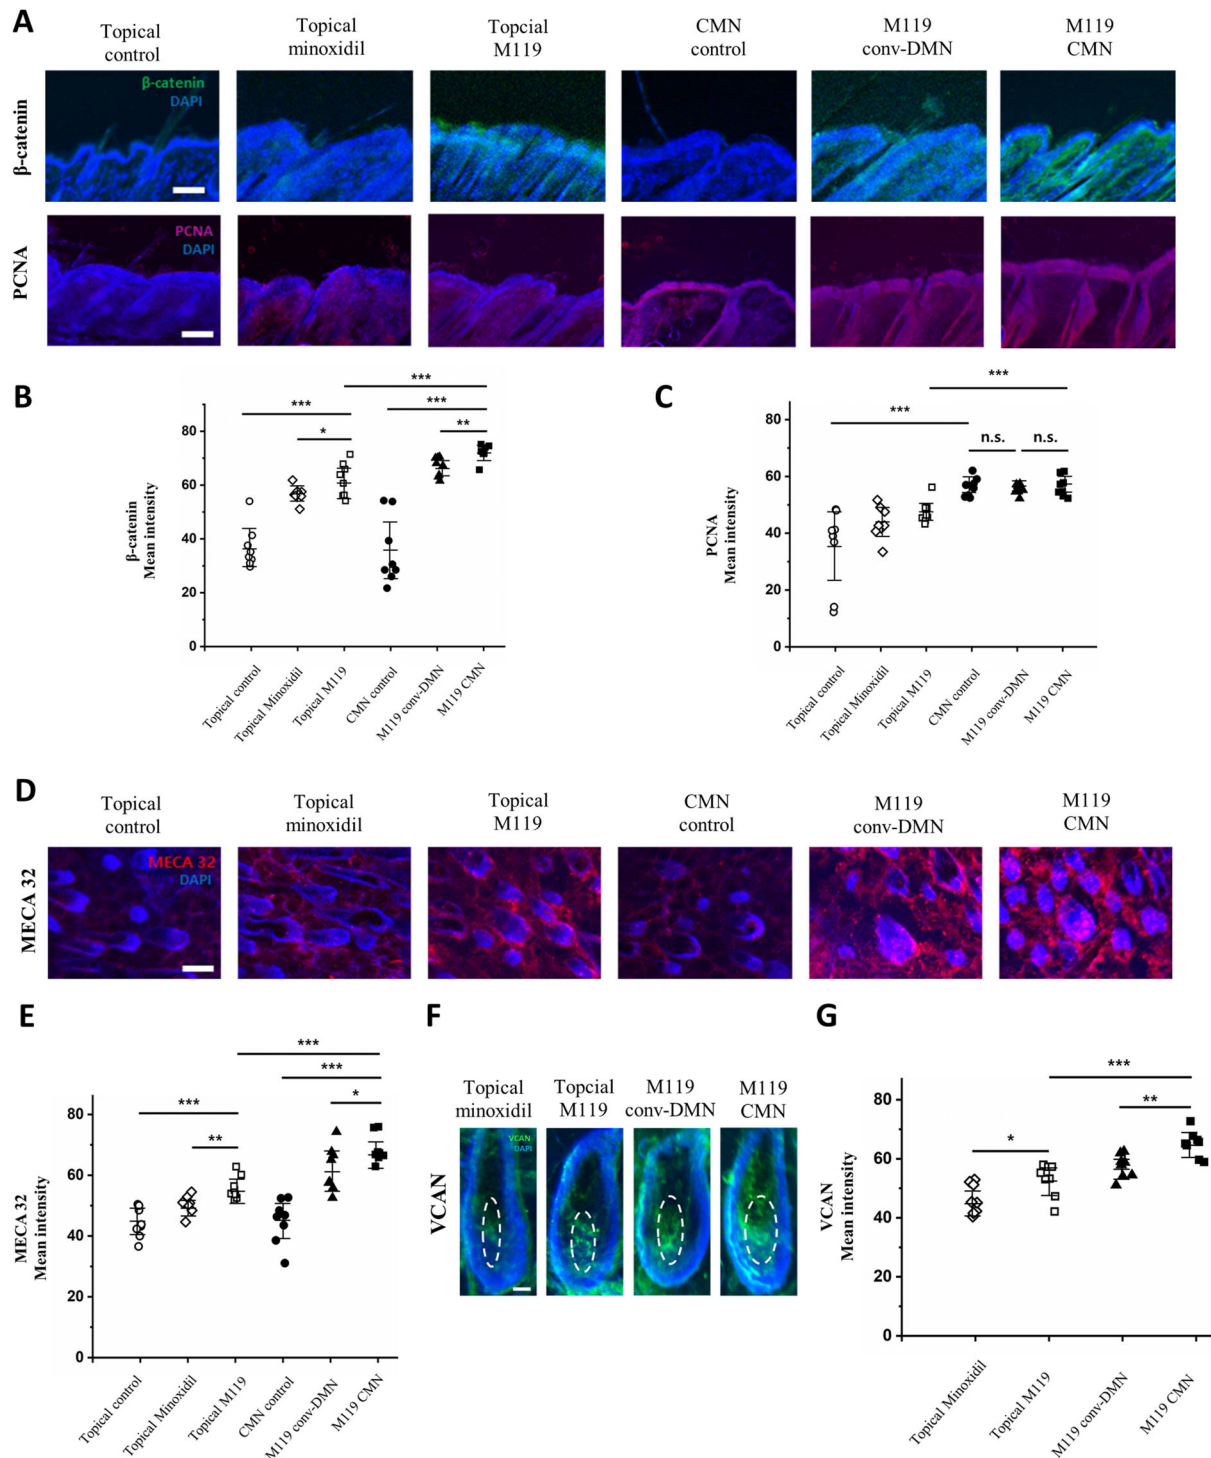 A
Topical
control
Topical
minoxidil
Topcial
M119
CMN
control
M119
conv-DMN
M119
CMN
β-catenin
β-catenin
DAPI
PCNA
PCNA
DAPI
B
***
***
***
*
**
80
60
40
20
0
β-catenin
Mean intensity
Topical control
Topical Minoxidil
Topical M119
CMN control
M119 conv-DMN
M119 CMN
C
***
***
n.s.
n.s.
80
60
40
20
0
PCNA
Mean intensity
Topical control
Topical Minoxidil
Topical M119
CMN control
M119 conv-DMN
M119 CMN
D
Topical
control
Topical
minoxidil
Topical
M119
CMN
control
M119
conv-DMN
M119
CMN
MECA 32
MECA 32
DAPI
E
***
***
*
***
**
80
60
40
20
0
MECA 32
Mean intensity
Topical control
Topical Minoxidil
Topical M119
CMN control
M119 conv-DMN
M119 CMN
F
Topical
minoxidil
Topcial
M119
M119
conv-DMN
M119
CMN
VCAN
VCAN
DAPI
G
***
**
*
80
60
40
20
0
VCAN
Mean intensity
Topical Minoxidil
Topical M119
M119 conv-DMN
M119 CMN